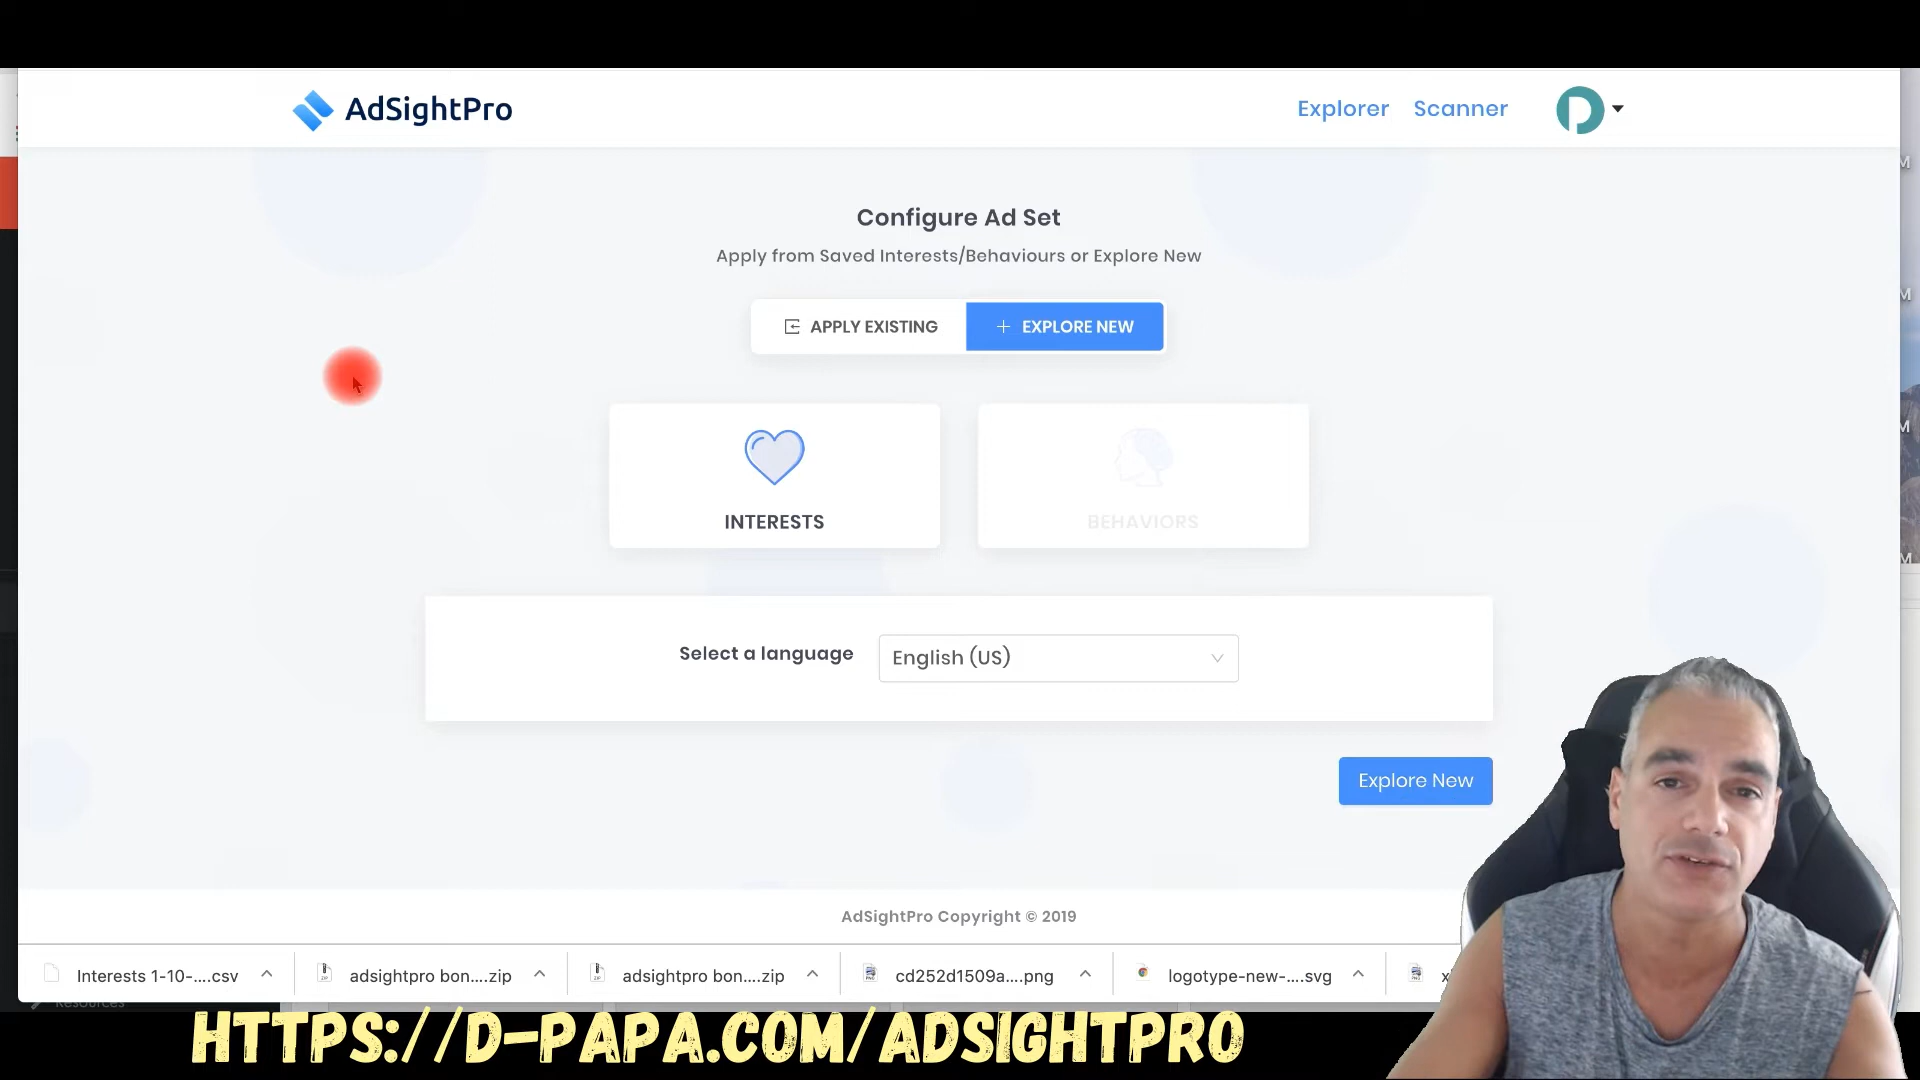 AdSightPro
Explorer
Scanner
Configure Ad Set
Apply from Saved Interests/Behaviours or Explore New
APPLY EXISTING
+ EXPLORE NEW
INTERESTS
BEHAVIORS
Select a language
English (US)
Explore New
AdSightPro Copyright © 2019
Interests 1-10-....csv
adsightpro bon....zip
adsightpro bon....zip
cd252d1509a....png
logotype-new-....svg
Resources
HTTPS://D-PAPA.COM/ADSIGHTPRO